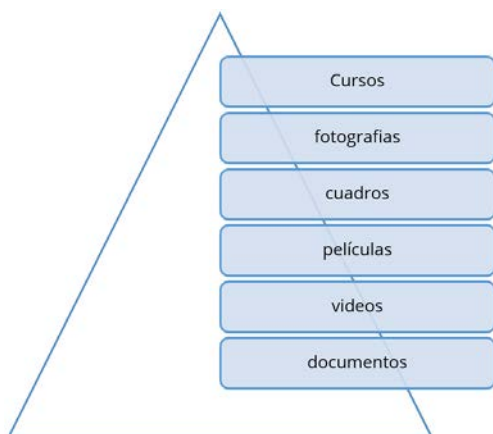 Cursos
fotografias
cuadros
películas
videos
documentos